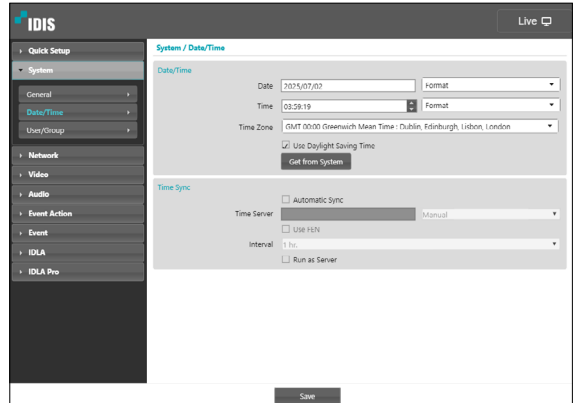 IDIS
Live
Quick Setup
System / Date/Time
System
Date/Time
General
Date/Time
User/Group
Network
Video
Audio
Event Action
Event
IDLA
IDLA Pro
Date 2025/07/02 Format
Time 03:59:19 Format
Time Zone GMT 00:00 Greenwich Mean Time : Dublin, Edinburgh, Lisbon, London
Use Daylight Saving Time
Get from System
Time Sync
Automatic Sync
Time Server Manual
Use FEN
Interval 1 hr.
Run as Server
Save